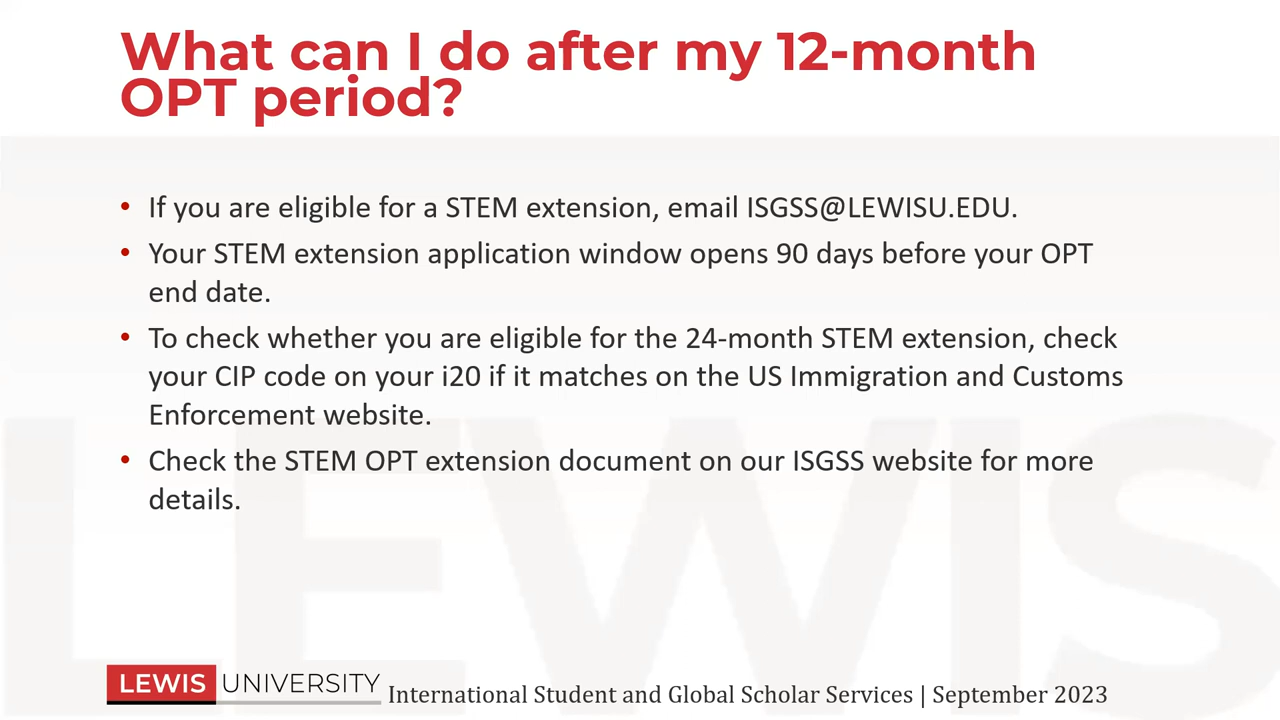 What can I do after my 12-month
OPT period?
• If you are eligible for a STEM extension, email ISGSS@LEWISU.EDU.
• Your STEM extension application window opens 90 days before your OPT
end date.
• To check whether you are eligible for the 24-month STEM extension, check
your CIP code on your i20 if it matches on the US Immigration and Customs
Enforcement website.
• Check the STEM OPT extension document on our ISGSS website for more
details.
LEWIS
LEWIS UNIVERSITY International Student and Global Scholar Services | September 2023